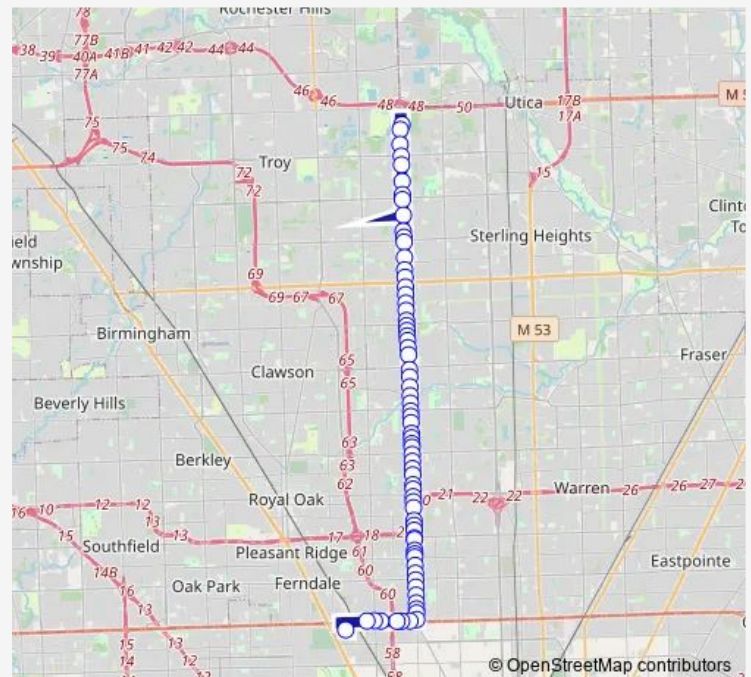 Rochester Hills
78
77B
38 39 40A 41B 41 42 42 44 44
77A
46 46 48 48 50 Utica 17B
17A
M 5
75
75 74
Troy
72
72
15
Clinto
To
ield
wnship
Sterling Heights
69
69 67 67
Birmingham
M 53
65
65
Clawson
Fraser
Beverly Hills
63
63
62
Berkley
Royal Oak
0 21 22 22 Warren 26 26 27 2
16 10 12 12
13
13
15
17 18 2
Southfield
Pleasant Ridge
61
60
60
Eastpointe
14B
16
13
Oak Park
Ferndale
15
14
13
12
58
58
© OpenStreetMap contributors